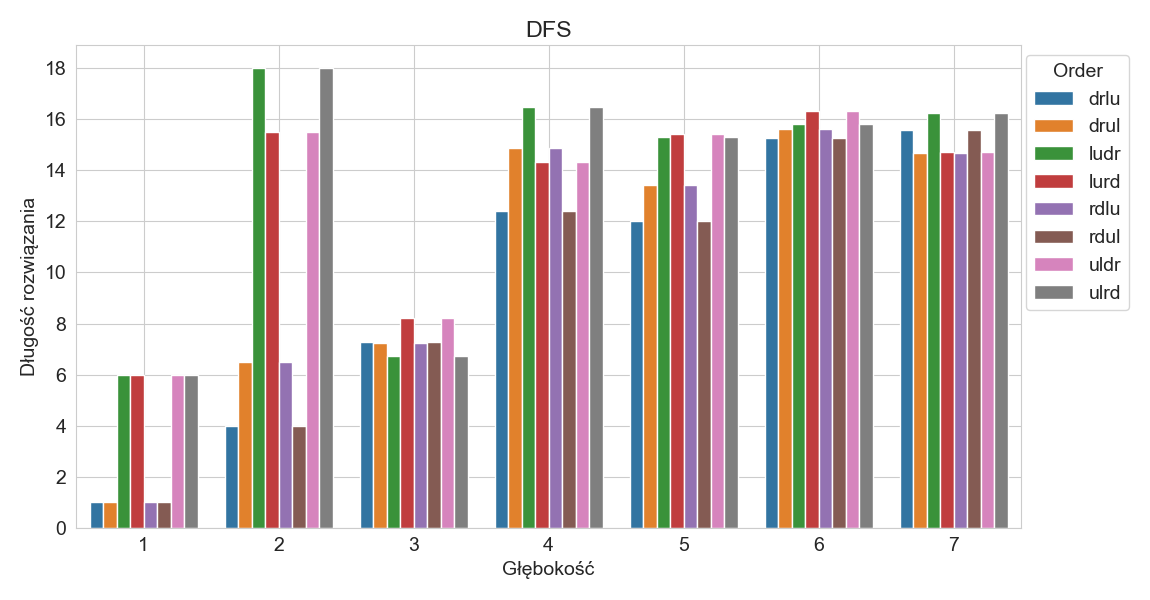 DFS
Długość rozwiązania
18
16
14
12
10
8
6
4
2
0
1 2 3 4 5 6 7
Głębokość
Order
drlu
drul
ludr
lurd
rdlu
rdul
uldr
ulrd